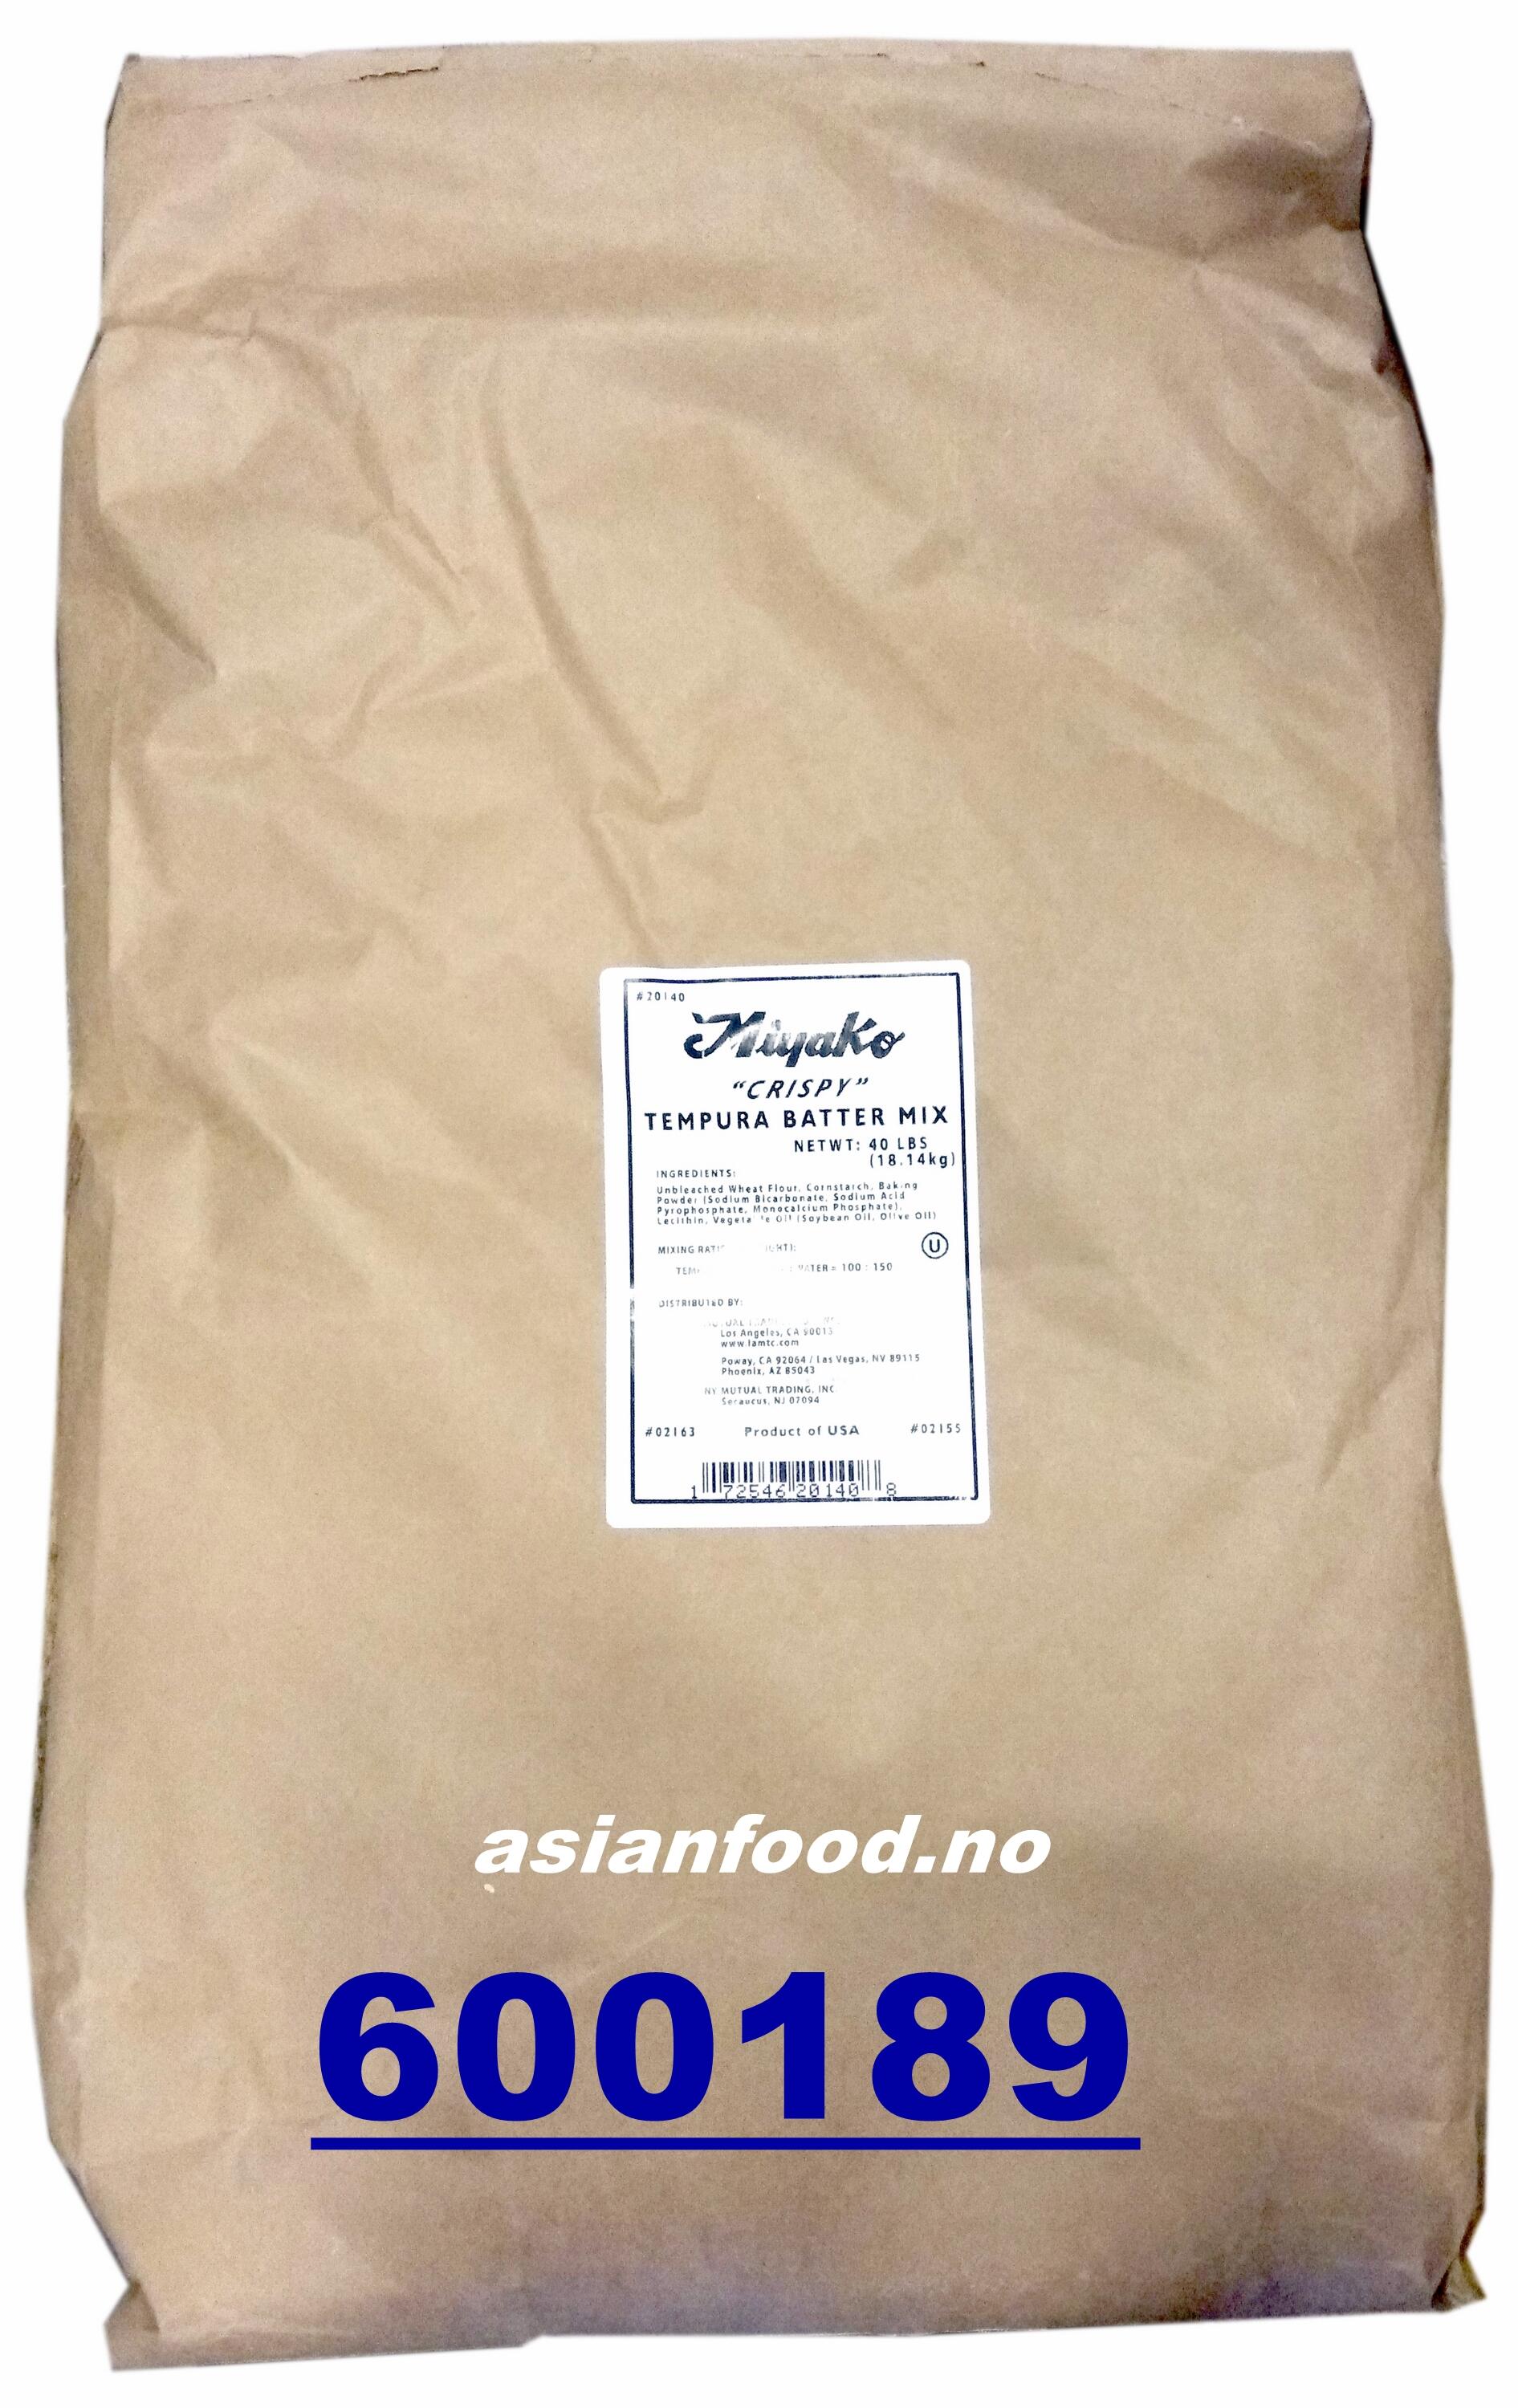 #20140
Miyako
"CRISPY"
TEMPURA BATTER MIX
NETWT: 40 LBS
(18.14kg)
INGREDIENTS:
Unbleached Wheat Flour, Cornstarch, Baking
Powder (Sodium Bicarbonate, Sodium Acid
Pyrophosphate, Monocalcium Phosphate),
Lecithin, Oil (Soybean Oil, Olive Oil)
MIXING
U
WATER = 100 : 150
DISTRIBUTED BY:
Los Angeles, CA 90013
www.lamtc.com
Poway, CA 92064 / Las Vegas, NV 89115
Phoenix, AZ 85043
NY MUTUAL TRADING, INC
NJ 07094
#02163 Product of USA #02155
1 72546 20140 8
asianfood.no
600189